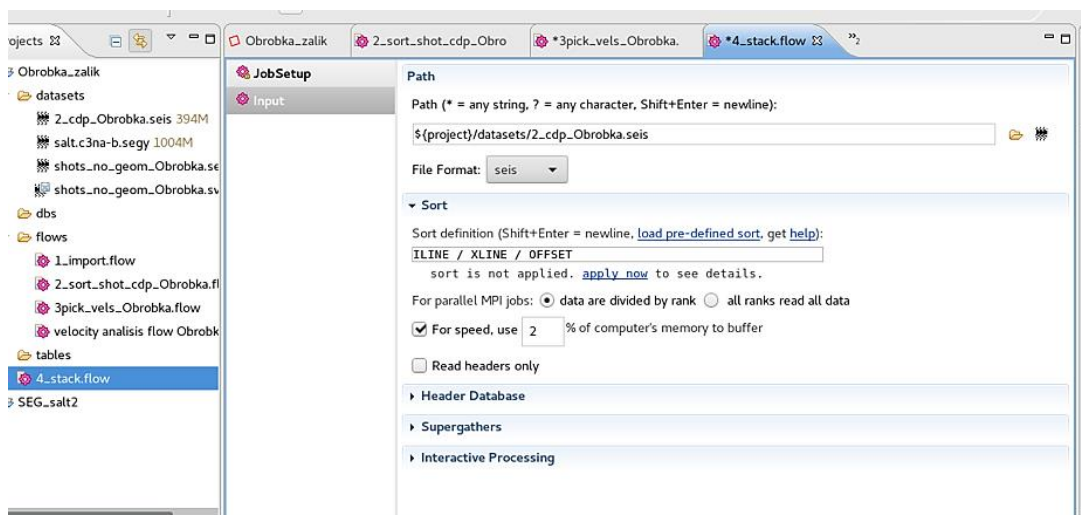 ojects
Obrobka_zalik
2_sort_shot_cdp_Obro
*3pick_vels_Obrobka.
*4_stack.flow
»2
Obrobka_zalik
datasets
2_cdp_Obrobka.seis 394M
salt.c3na-b.segy 1004M
shots_no_geom_Obrobka.se
shots_no_geom_Obrobka.sv
dbs
flows
1_import.flow
2_sort_shot_cdp_Obrobka.fl
3pick_vels_Obrobka.flow
velocity analisis flow Obrobk
tables
4_stack.flow
SEG_salt2
JobSetup
Input
Path
Path (* = any string, ? = any character, Shift+Enter = newline):
${project}/datasets/2_cdp_Obrobka.seis
File Format: seis
Sort
Sort definition (Shift+Enter = newline, load pre-defined sort, get help):
ILINE / XLINE / OFFSET
sort is not applied. apply now to see details.
For parallel MPI jobs: data are divided by rank all ranks read all data
For speed, use 2 % of computer's memory to buffer
Read headers only
Header Database
Supergathers
Interactive Processing